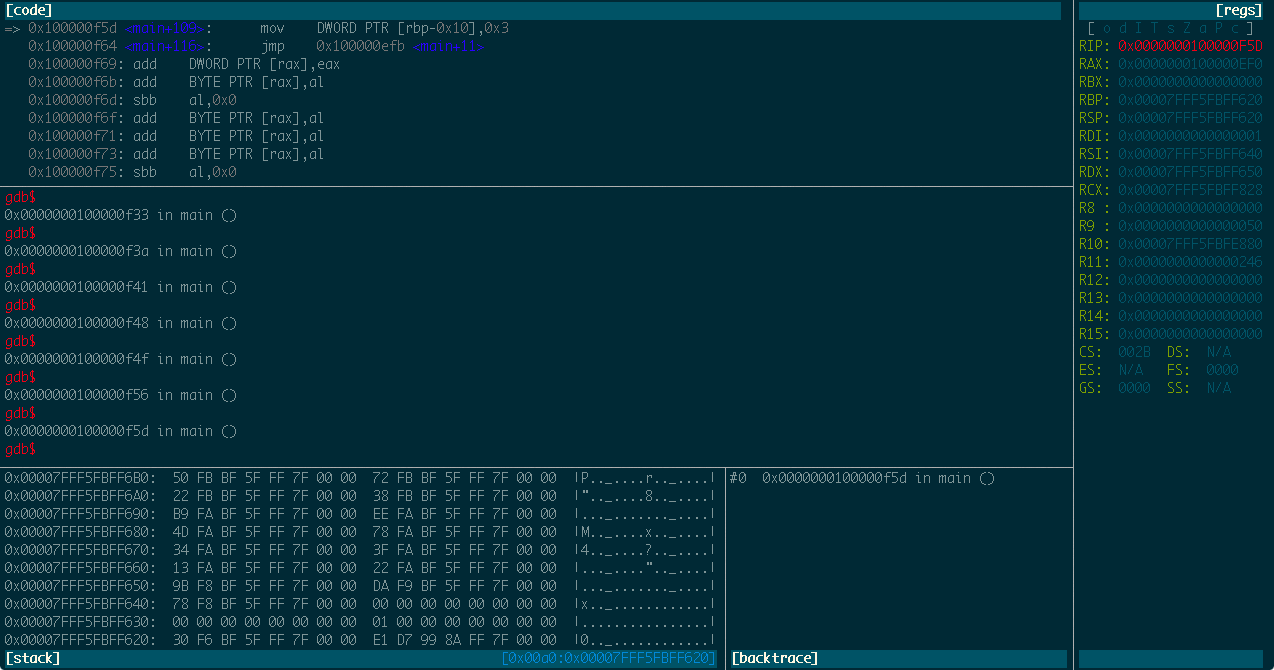 [code]
=> 0x100000f5d <main+109>: mov DWORD PTR [rbp-0x10],0x3
0x100000f64 <main+116>: jmp 0x100000efb <main+11>
0x100000f69: add DWORD PTR [rax],eax
0x100000f6b: add BYTE PTR [rax],al
0x100000f6d: sbb al,0x0
0x100000f6f: add BYTE PTR [rax],al
0x100000f71: add BYTE PTR [rax],al
0x100000f73: add BYTE PTR [rax],al
0x100000f75: sbb al,0x0
gdb$
0x0000000100000f33 in main ()
gdb$
0x0000000100000f3a in main ()
gdb$
0x0000000100000f41 in main ()
gdb$
0x0000000100000f48 in main ()
gdb$
0x0000000100000f4f in main ()
gdb$
0x0000000100000f56 in main ()
gdb$
0x0000000100000f5d in main ()
gdb$
0x00007FFF5FBFF6B0: 50 FB BF 5F FF 7F 00 00 72 FB BF 5F FF 7F 00 00 |P.._....r.._....|
0x00007FFF5FBFF6A0: 22 FB BF 5F FF 7F 00 00 38 FB BF 5F FF 7F 00 00 |".._....8.._....|
0x00007FFF5FBFF690: B9 FA BF 5F FF 7F 00 00 EE FA BF 5F FF 7F 00 00 |..._......._....|
0x00007FFF5FBFF680: 4D FA BF 5F FF 7F 00 00 78 FA BF 5F FF 7F 00 00 |M.._....x.._....|
0x00007FFF5FBFF670: 34 FA BF 5F FF 7F 00 00 3F FA BF 5F FF 7F 00 00 |4.._....?.._....|
0x00007FFF5FBFF660: 13 FA BF 5F FF 7F 00 00 22 FA BF 5F FF 7F 00 00 |..._....".._....|
0x00007FFF5FBFF650: 9B F8 BF 5F FF 7F 00 00 DA F9 BF 5F FF 7F 00 00 |..._......._....|
0x00007FFF5FBFF640: 78 F8 BF 5F FF 7F 00 00 00 00 00 00 00 00 00 00 |x.._............|
0x00007FFF5FBFF630: 00 00 00 00 00 00 00 00 01 00 00 00 00 00 00 00 |................|
0x00007FFF5FBFF620: 30 F6 BF 5F FF 7F 00 00 E1 D7 99 8A FF 7F 00 00 |0.._............|
[stack] [0x00a0:0x00007FFF5FBFF620]
#0 0x0000000100000f5d in main ()
[backtrace]
[regs]
[ o d I T s Z a P c ]
RIP: 0x0000000100000F5D
RAX: 0x0000000100000EF0
RBX: 0x0000000000000000
RBP: 0x00007FFF5FBFF620
RSP: 0x00007FFF5FBFF620
RDI: 0x0000000000000001
RSI: 0x00007FFF5FBFF640
RDX: 0x00007FFF5FBFF650
RCX: 0x00007FFF5FBFF828
R8 : 0x0000000000000000
R9 : 0x0000000000000050
R10: 0x00007FFF5FBFE880
R11: 0x0000000000000246
R12: 0x0000000000000000
R13: 0x0000000000000000
R14: 0x0000000000000000
R15: 0x0000000000000000
CS: 002B DS: N/A
ES: N/A FS: 0000
GS: 0000 SS: N/A